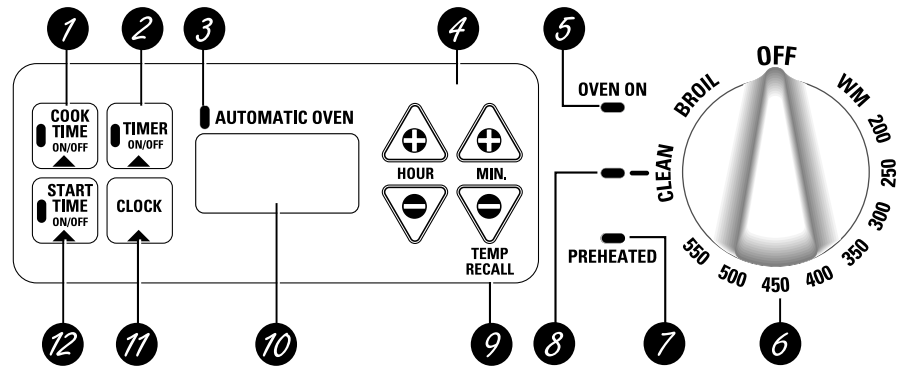 1
2
3
4
5
COOK
TIME
ON/OFF
TIMER
ON/OFF
AUTOMATIC OVEN
HOUR
MIN.
START
TIME
ON/OFF
CLOCK
TEMP
RECALL
OVEN ON
PREHEATED
OFF
BROIL
CLEAN
WM
200
250
300
350
400
450
500
550
12
11
10
9
8
7
6